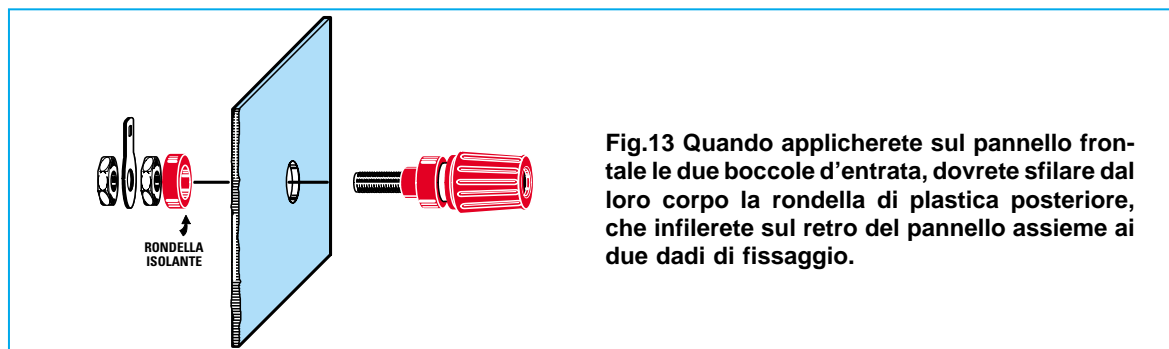 RONDELLA
ISOLANTE
Fig.13 Quando applicherete sul pannello fron-
tale le due boccole d'entrata, dovrete sfilare dal
loro corpo la rondella di plastica posteriore,
che infilerete sul retro del pannello assieme ai
due dadi di fissaggio.